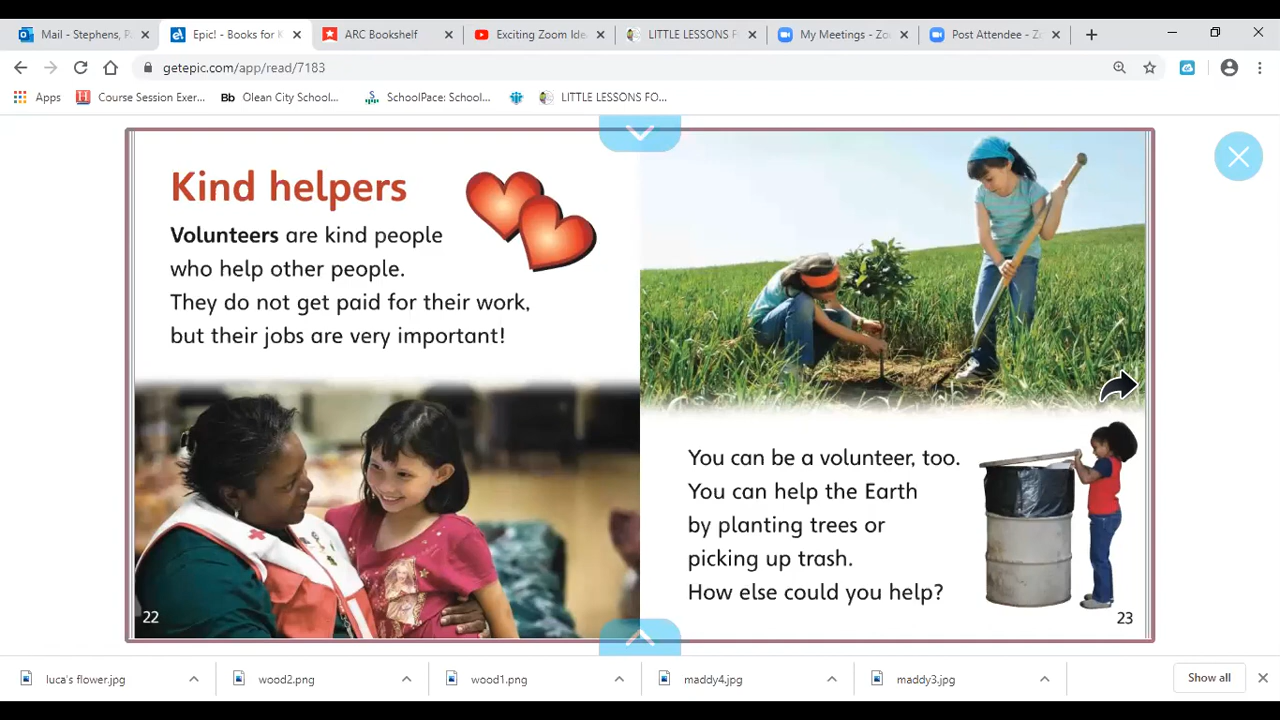 Mail - Stephens, P
Epic! - Books for K
ARC Bookshelf
Exciting Zoom Ide
LITTLE LESSONS F
My Meetings - Zo
Post Attendee - Z
getepic.com/app/read/7183
Apps
Course Session Exer...
Bb Olean City School...
SchoolPace: School...
LITTLE LESSONS FO...
Kind helpers
Volunteers are kind people
who help other people.
They do not get paid for their work,
but their jobs are very important!
22
You can be a volunteer, too.
You can help the Earth
by planting trees or
picking up trash.
How else could you help?
23
luca's flower.jpg
wood2.png
wood1.png
maddy4.jpg
maddy3.jpg
Show all